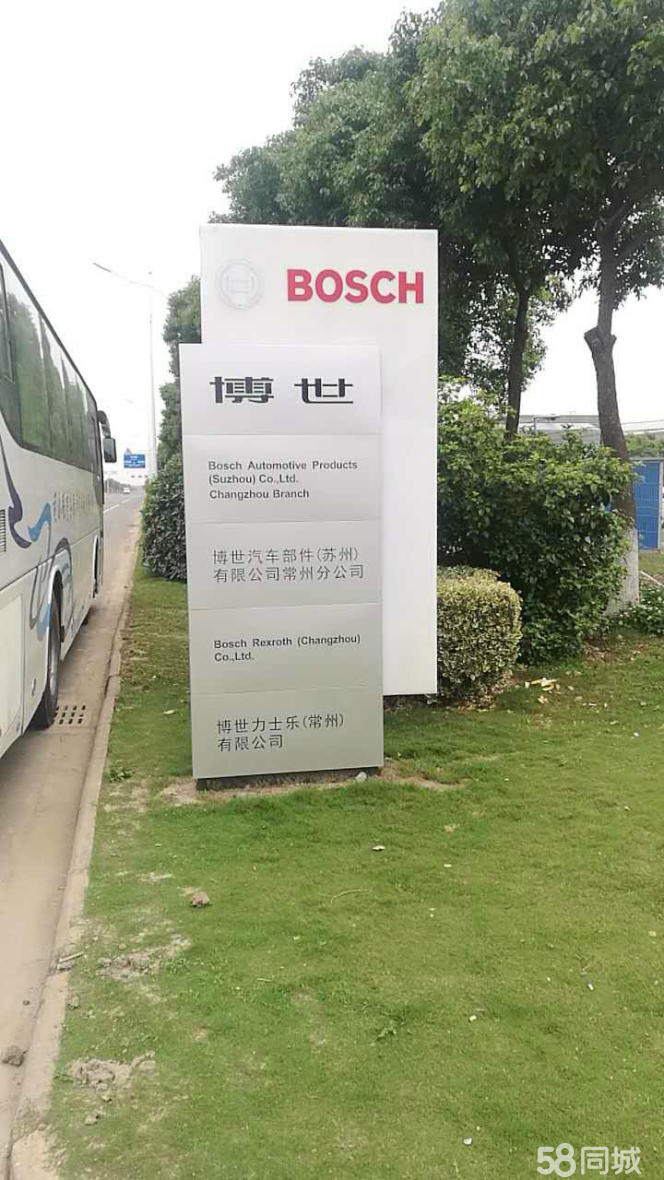 BOSCH
博世
Bosch Automotive Products
(Suzhou) Co.,Ltd.
Changzhou Branch
博世汽车部件(苏州)
有限公司常州分公司
Bosch Rexroth (Changzhou)
Co.,Ltd.
博世力士乐(常州)
有限公司
58同城